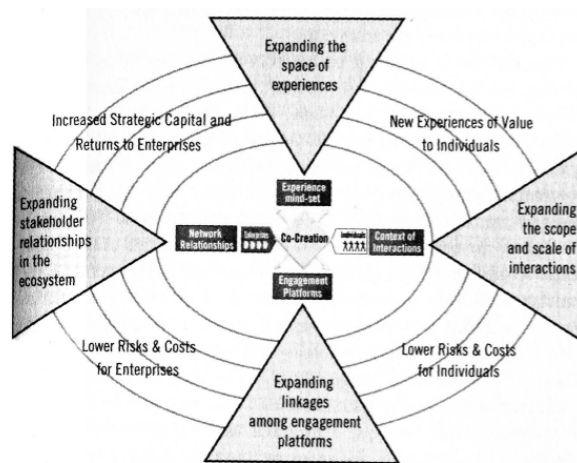 Expanding the
space of
experiences
Increased Strategic Capital and
Returns to Enterprises
New Experiences of Value
to Individuals
Experience
mind-set
Expanding
stakeholder
relationships
in the
ecosystem
Network
Relationships
Enterprises
Co-Creation
Individuals
Context of
Interactions
Expanding
the scope
and scale of
interactions
Engagement
Platforms
Lower Risks & Costs
for Enterprises
Lower Risks & Costs
for Individuals
Expanding
linkages
among engagement
platforms